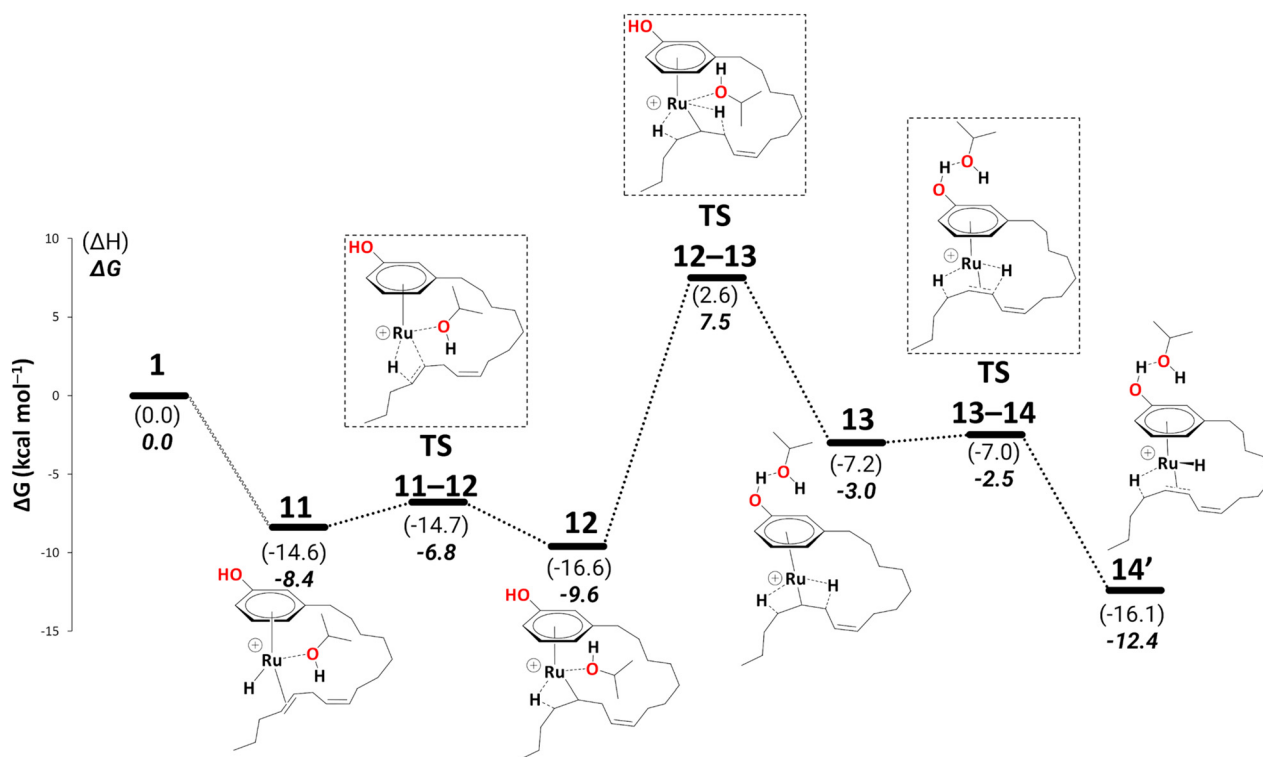 ΔG (kcal mol⁻¹)
10
5
0
-5
-10
-15
(ΔH)
ΔG
1
(0.0)
0.0
11
(-14.6)
-8.4
HO
Ru
⊕
O
H
H
HO
Ru
⊕
O
H
H
TS
11–12
(-14.7)
-6.8
12
(-16.6)
-9.6
HO
H
Ru
⊕
O
H
HO
H
O
Ru
⊕
H
H
TS
12–13
(2.6)
7.5
13
(-7.2)
-3.0
H
O
O
H
Ru
⊕
H
H
H
O
O
H
Ru
⊕
H
H
TS
13–14
(-7.0)
-2.5
H
O
O
H
Ru
⊕
H
H
14’
(-16.1)
-12.4